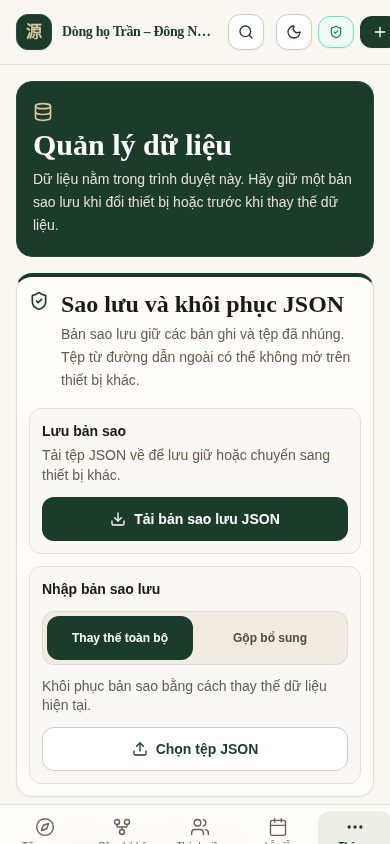 源
Dòng họ Trần – Đông N…
Quản lý dữ liệu
Dữ liệu nằm trong trình duyệt này. Hãy giữ một bản
sao lưu khi đổi thiết bị hoặc trước khi thay thế dữ
liệu.
Sao lưu và khôi phục JSON
Bản sao lưu giữ các bản ghi và tệp đã nhúng.
Tệp từ đường dẫn ngoài có thể không mở trên
thiết bị khác.
Lưu bản sao
Tải tệp JSON về để lưu giữ hoặc chuyển sang
thiết bị khác.
Tải bản sao lưu JSON
Nhập bản sao lưu
Thay thế toàn bộ
Gộp bổ sung
Khôi phục bản sao bằng cách thay thế dữ liệu
hiện tại.
Chọn tệp JSON